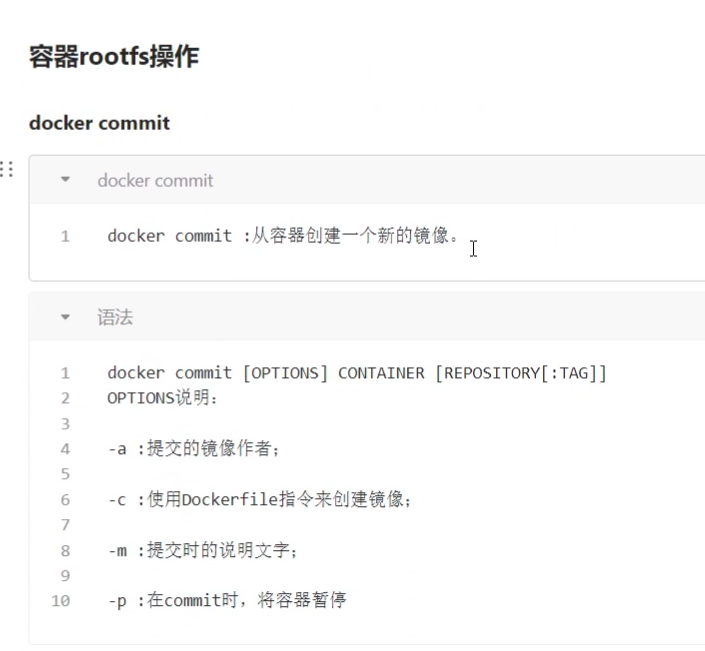 容器rootfs操作
docker commit
docker commit
1 docker commit :从容器创建一个新的镜像。
语法
1 docker commit [OPTIONS] CONTAINER [REPOSITORY[:TAG]]
2 OPTIONS说明：
3
4 -a :提交的镜像作者；
5
6 -c :使用Dockerfile指令来创建镜像；
7
8 -m :提交时的说明文字；
9
10 -p :在commit时，将容器暂停